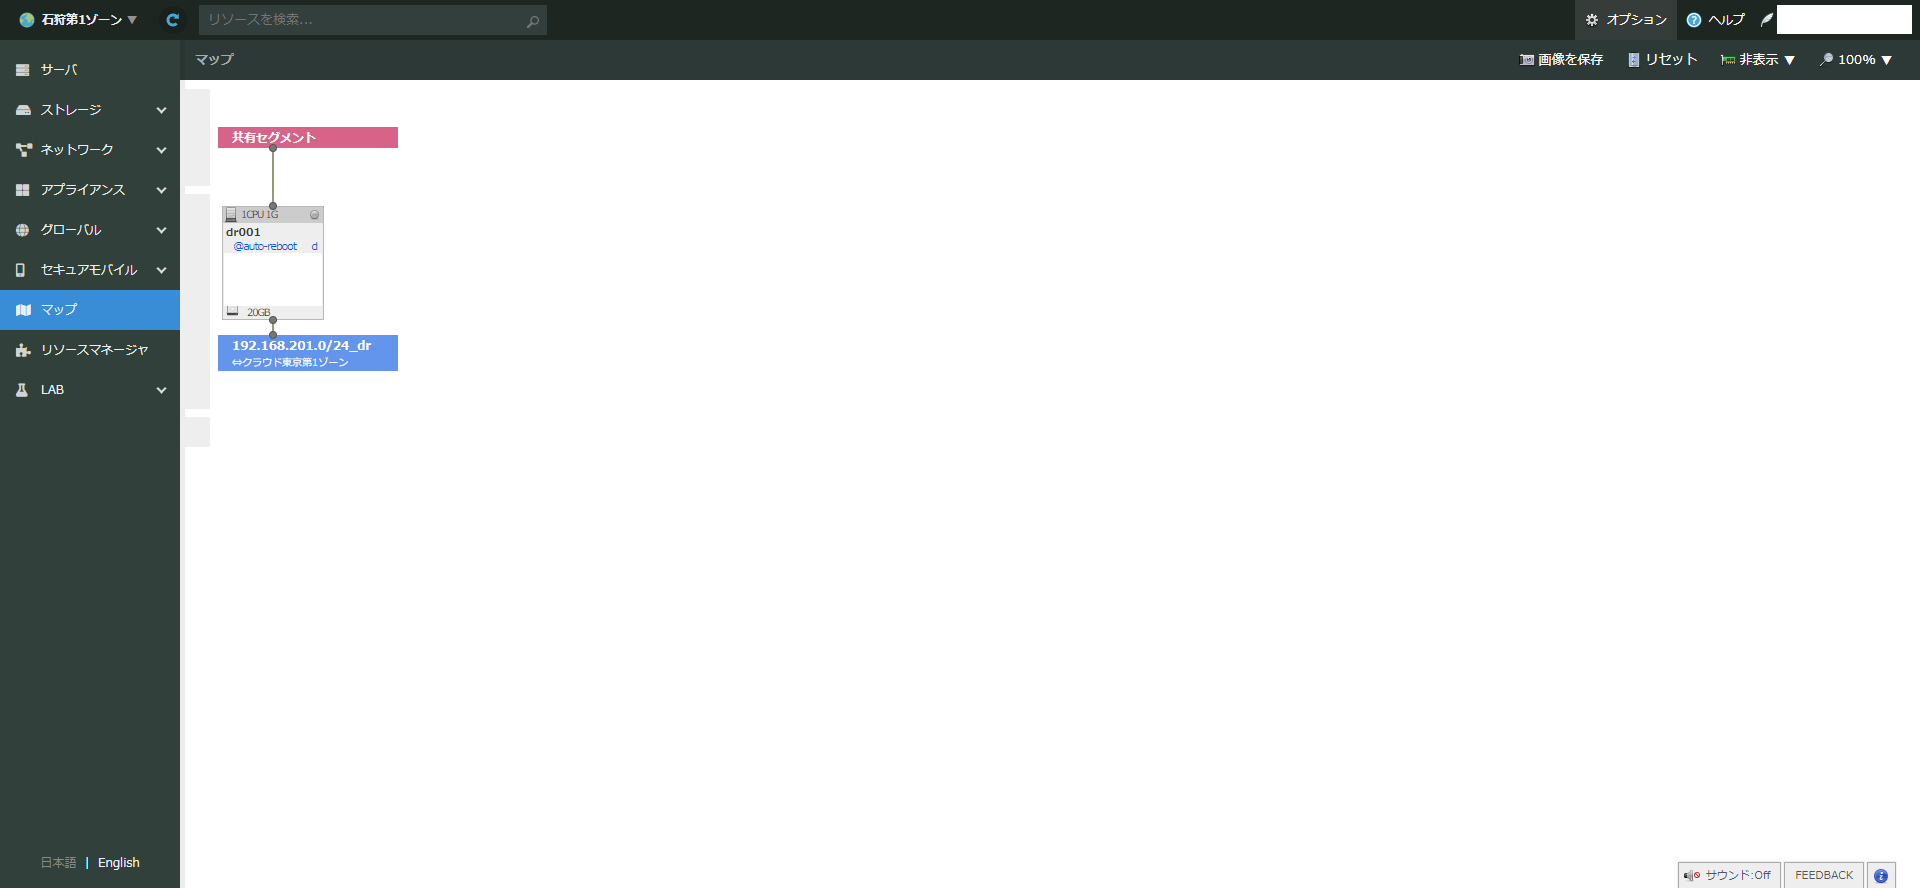 石狩第1ゾーン ▼
リソースを検索...
オプション
ヘルプ
サーバ
ストレージ
ネットワーク
アプライアンス
グローバル
セキュアモバイル
マップ
リソースマネージャ
LAB
日本語 | English
マップ
画像を保存
リセット
非表示 ▼
100% ▼
共有セグメント
1CPU 1G
dr001
@auto-reboot d
20GB
192.168.201.0/24_dr
⇔クラウド東京第1ゾーン
サウンド:Off
FEEDBACK